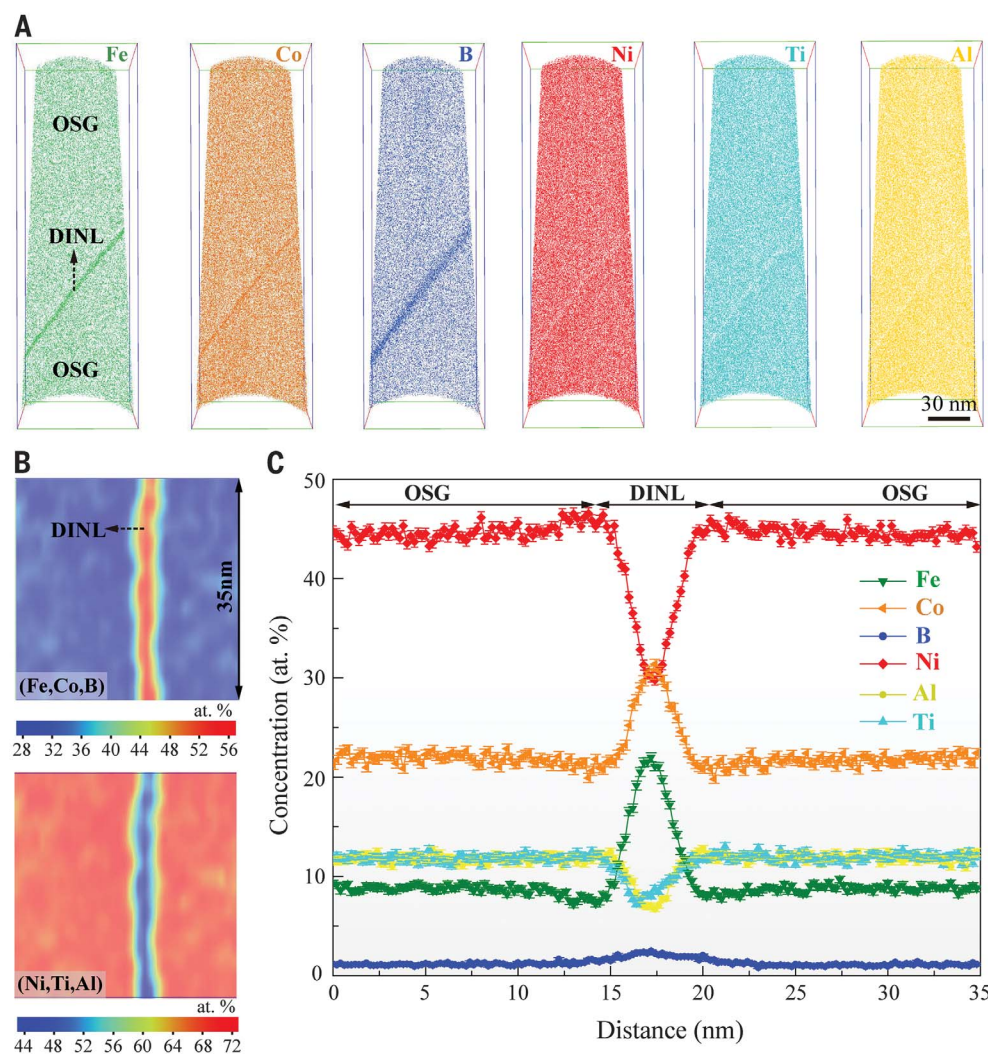 A
Fe Co B Ni Ti Al
OSG
DINL
OSG
30 nm
B
DINL
35nm
(Fe,Co,B)
at. %
28 32 36 40 44 48 52 56
(Ni,Ti,Al)
at. %
44 48 52 56 60 64 68 72
C
50
OSG DINL OSG
40
30
20
10
0
Concentration (at. %)
Fe
Co
B
Ni
Al
Ti
0 5 10 15 20 25 30 35
Distance (nm)